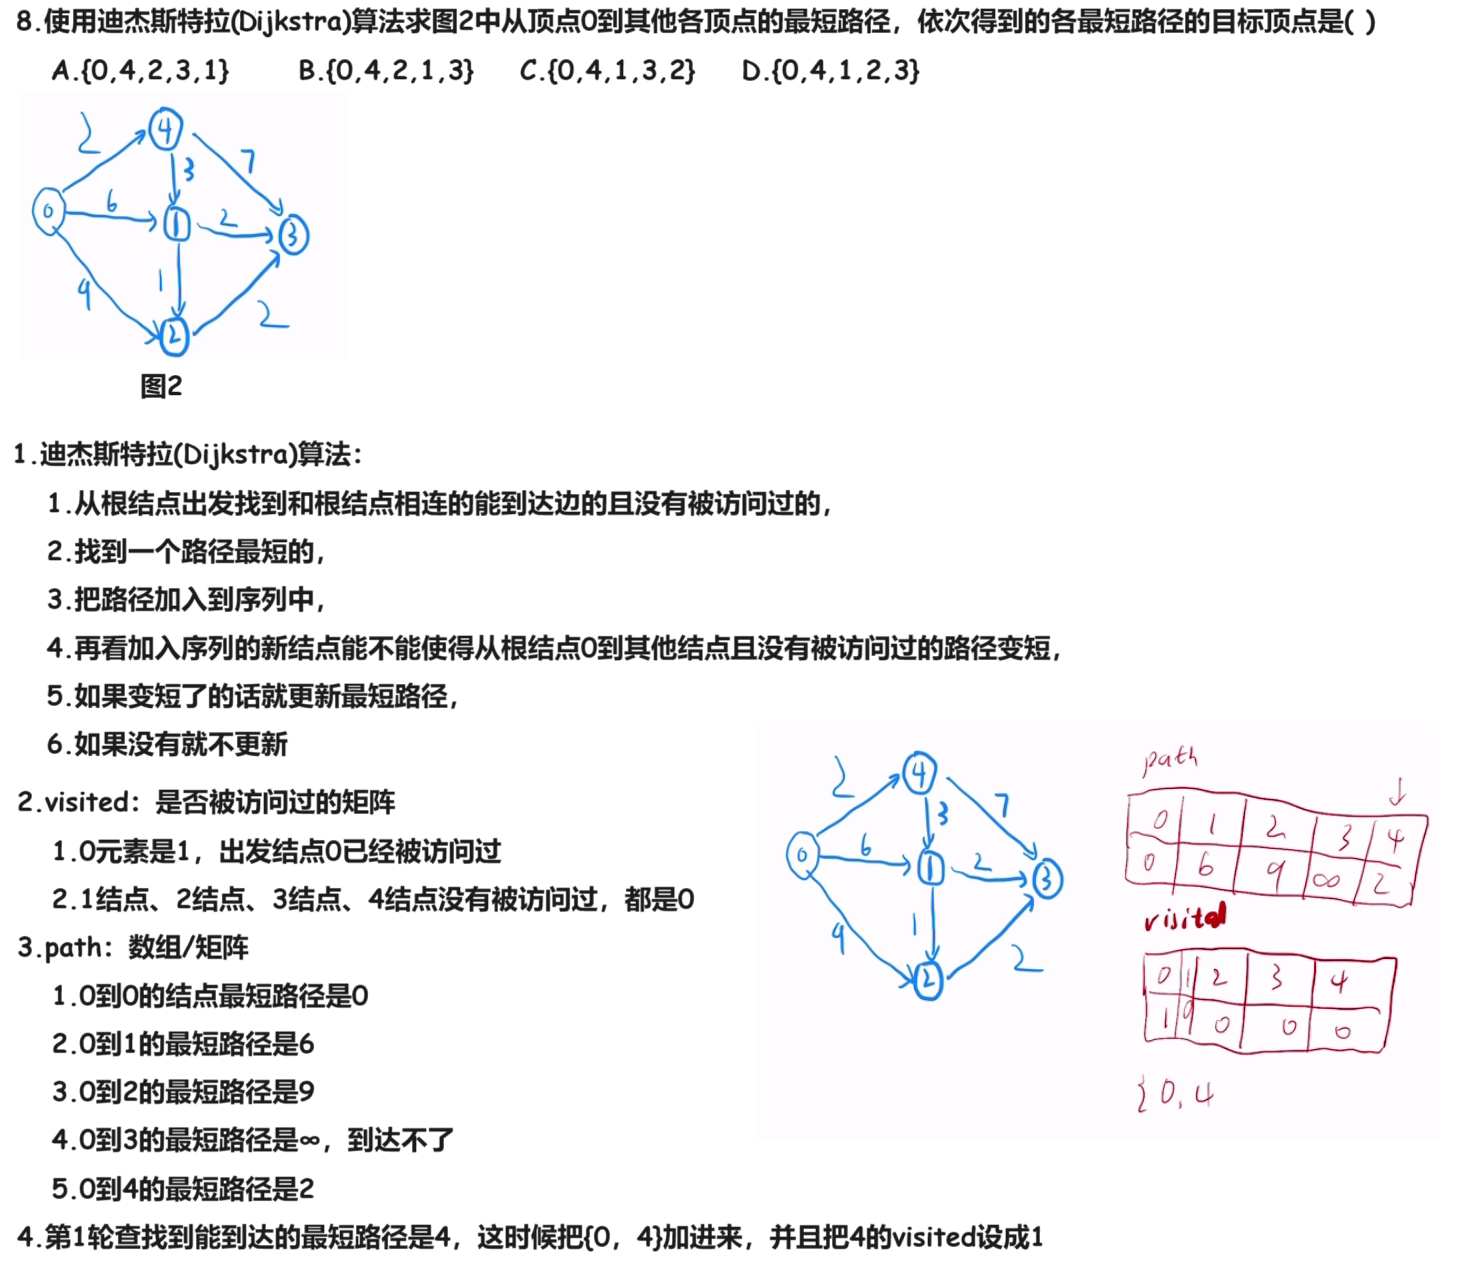 8.使用迪杰斯特拉(Dijkstra)算法求图2中从顶点0到其他各顶点的最短路径，依次得到的各最短路径的目标顶点是( )
A.{0,4,2,3,1} B.{0,4,2,1,3} C.{0,4,1,3,2} D.{0,4,1,2,3}
2 4 7
3
0 6 1 2 3
9 1
2 2
图2
1.迪杰斯特拉(Dijkstra)算法：
1.从根结点出发找到和根结点相连的能到达边的且没有被访问过的，
2.找到一个路径最短的，
3.把路径加入到序列中，
4.再看加入序列的新结点能不能使得从根结点0到其他结点且没有被访问过的路径变短，
5.如果变短了的话就更新最短路径，
6.如果没有就不更新
2.visited：是否被访问过的矩阵
1.0元素是1，出发结点0已经被访问过
2.1结点、2结点、3结点、4结点没有被访问过，都是0
3.path：数组/矩阵
1.0到0的结点最短路径是0
2.0到1的最短路径是6
3.0到2的最短路径是9
4.0到3的最短路径是∞，到达不了
5.0到4的最短路径是2
2 4 7
3
0 6 1 2 3
9 1
2 2
path
↓
0 1 2 3 4
0 6 9 ∞ 2
visited
0 1 2 3 4
1 0 0 0 0
{0,4
4.第1轮查找到能到达的最短路径是4，这时候把{0，4}加进来，并且把4的visited设成1